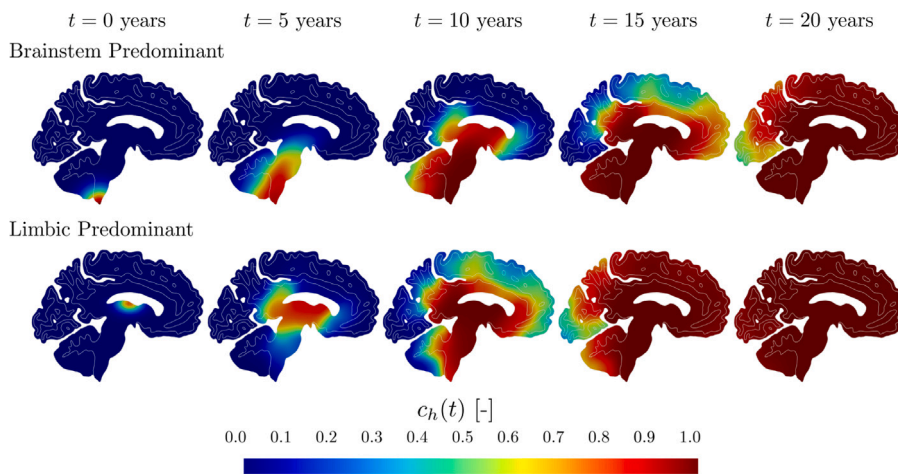 t = 0 years t = 5 years t = 10 years t = 15 years t = 20 years
Brainstem Predominant
Limbic Predominant
c_h(t) [-]
0.0 0.1 0.2 0.3 0.4 0.5 0.6 0.7 0.8 0.9 1.0